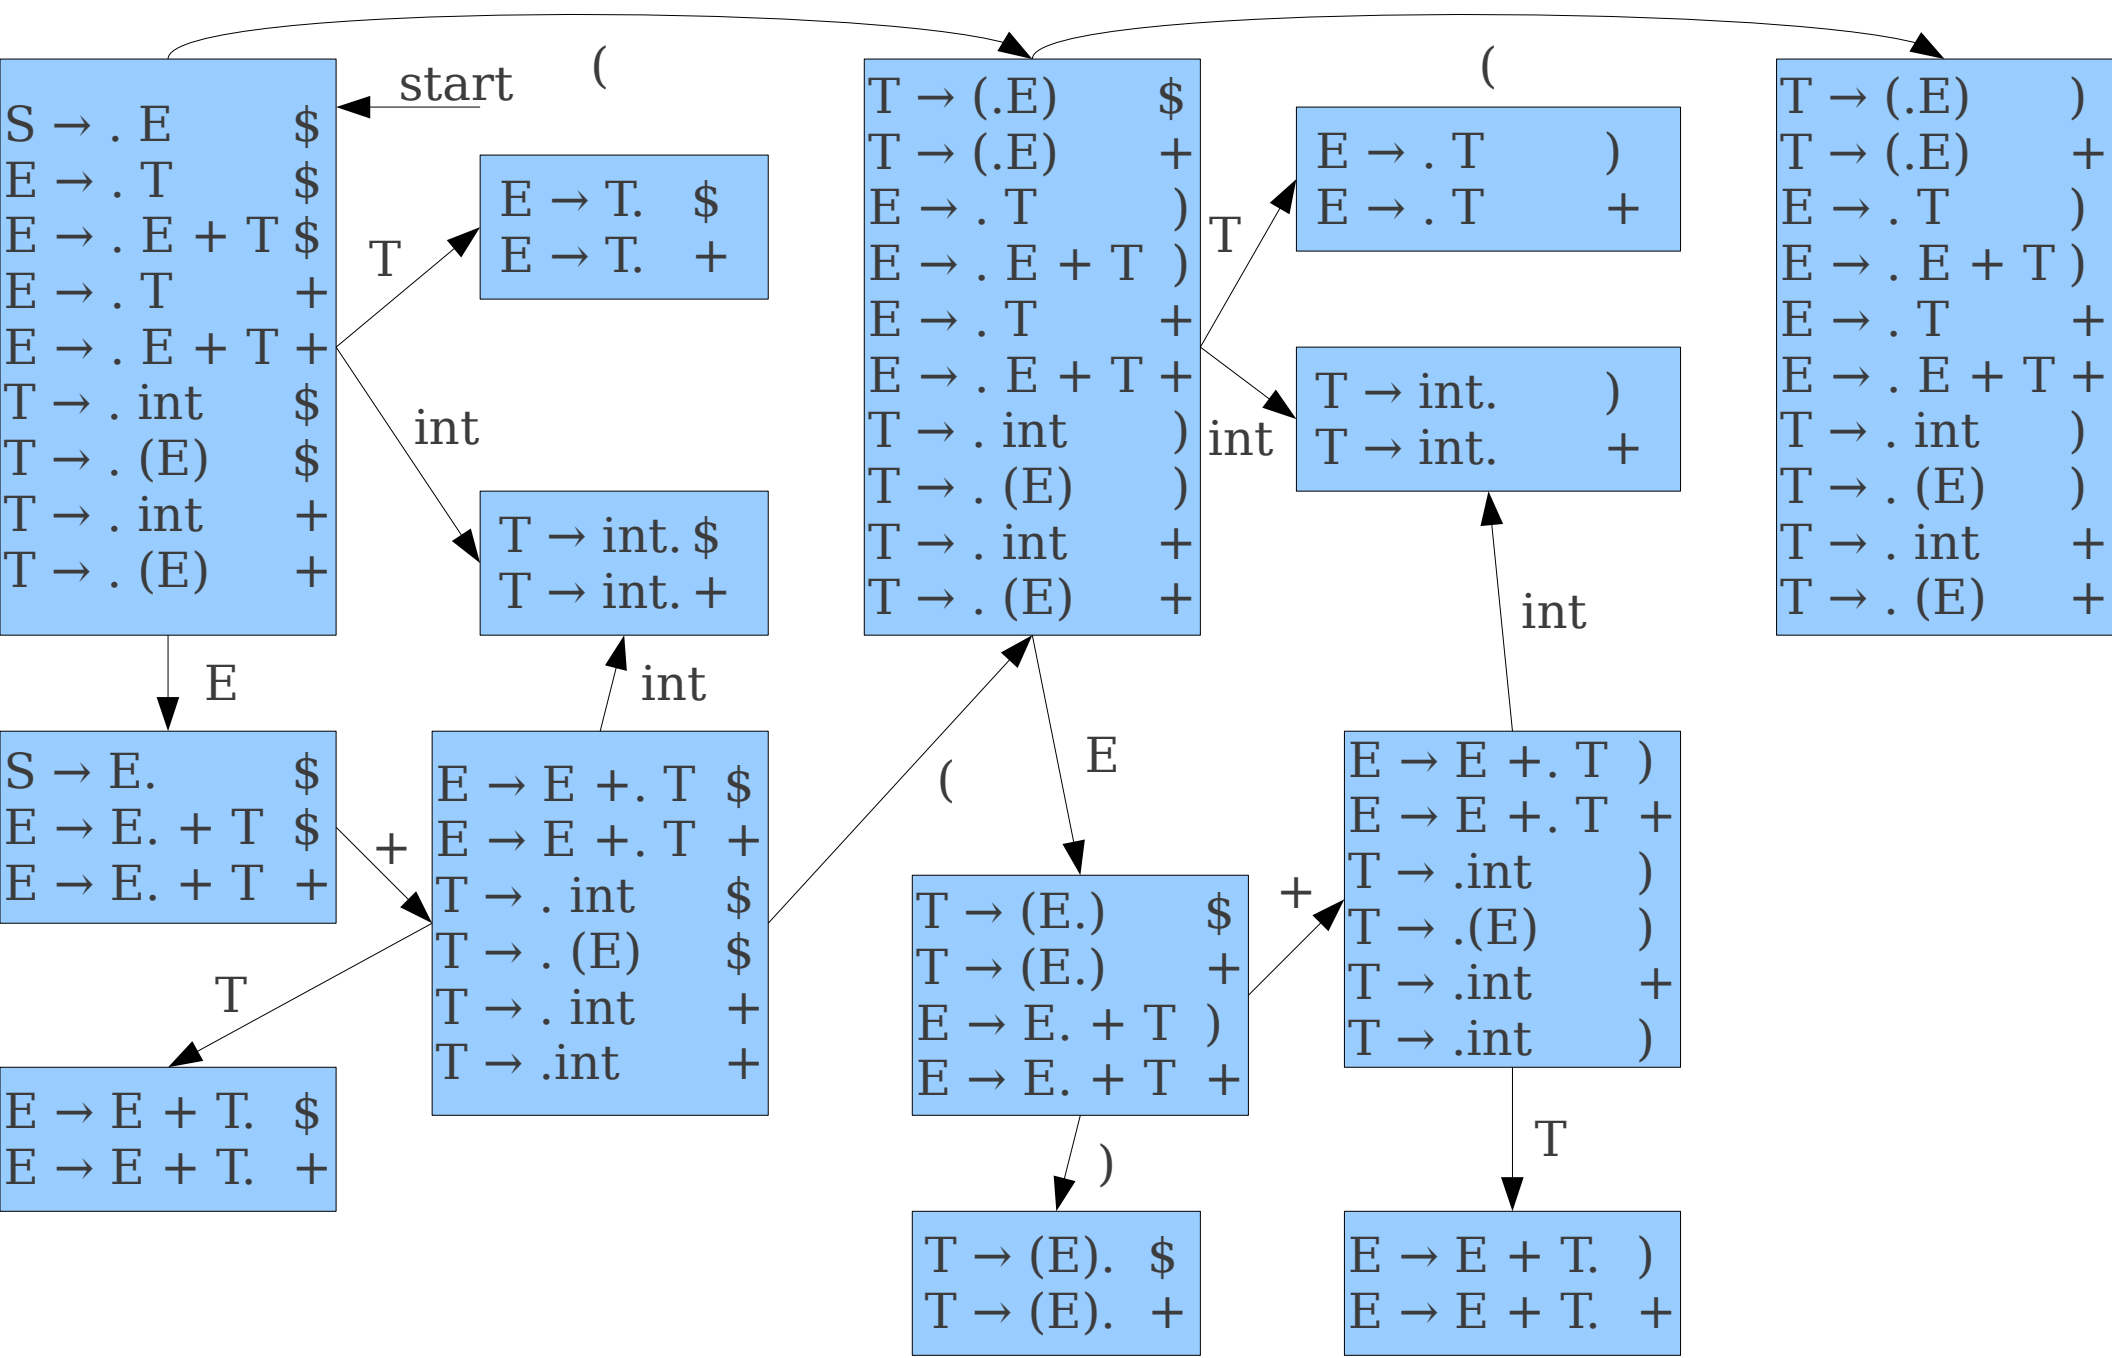 start
(
(
S → . E $
E → . T $
E → . E + T $
E → . T +
E → . E + T +
T → . int $
T → . (E) $
T → . int +
T → . (E) +
T
int
E → T. $
E → T. +
T → int. $
T → int. +
T → (.E) $
T → (.E) +
E → . T )
E → . E + T )
E → . T +
E → . E + T +
T → . int )
T → . (E) )
T → . int +
T → . (E) +
T
int
E → . T )
E → . T +
T → int. )
T → int. +
T → (.E) )
T → (.E) +
E → . T )
E → . E + T )
E → . T +
E → . E + T +
T → . int )
T → . (E) )
T → . int +
T → . (E) +
E
int
(
E
int
S → E. $
E → E. + T $
E → E. + T +
+
E → E +. T $
E → E +. T +
T → . int $
T → . (E) $
T → . int +
T → .int +
T
E → E + T. $
E → E + T. +
T → (E.) $
T → (E.) +
E → E. + T )
E → E. + T +
+
E → E +. T )
E → E +. T +
T → .int )
T → .(E) )
T → .int +
T → .int )
)
T
T → (E). $
T → (E). +
E → E + T. )
E → E + T. +